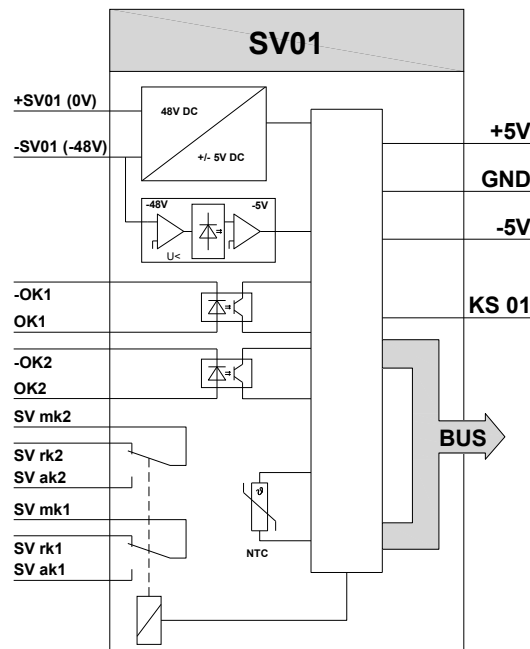 SV01
+SV01 (0V)
48V DC
+5V
-SV01 (-48V)
+/- 5V DC
GND
-48V
-5V
-5V
U<
-OK1
OK1
KS 01
-OK2
OK2
SV mk2
BUS
SV rk2
SV ak2
SV mk1
ϑ
SV rk1
NTC
SV ak1